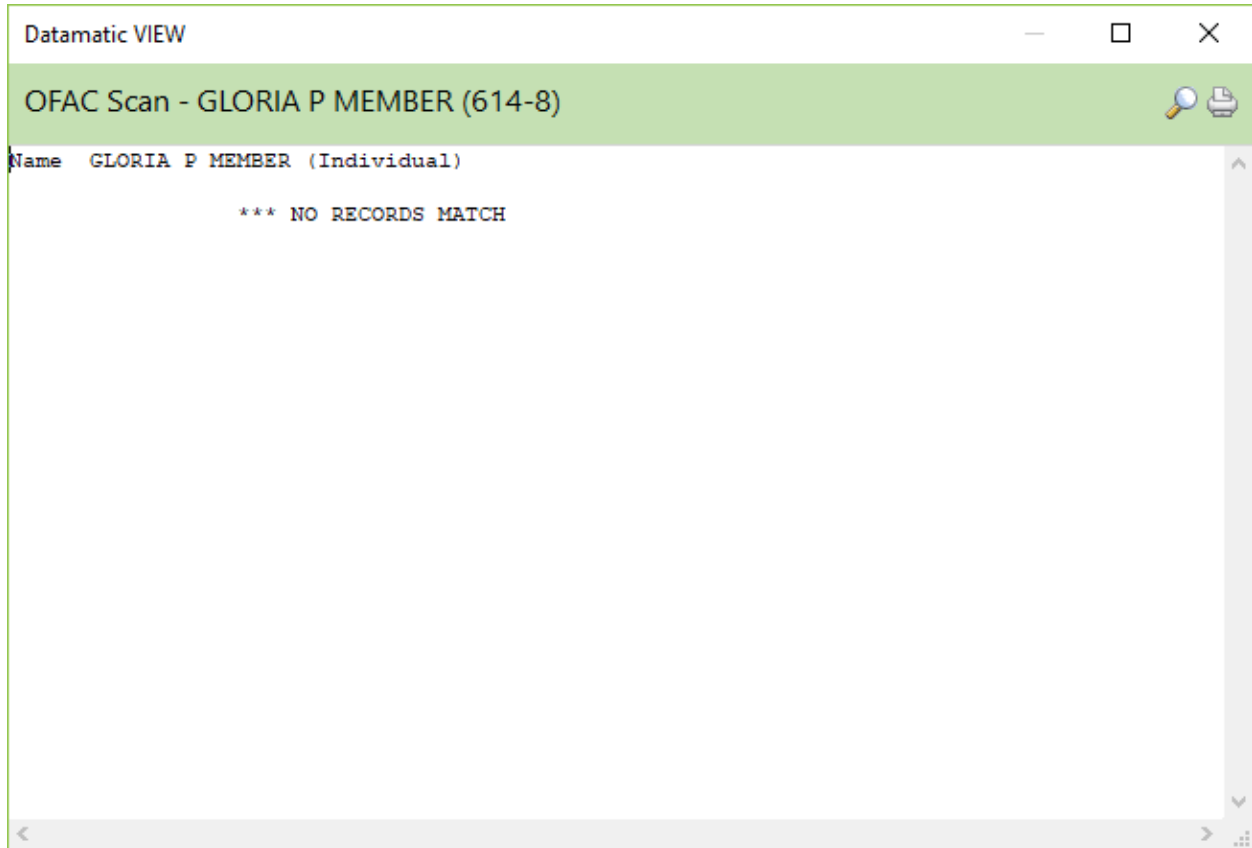 Datamatic VIEW
OFAC Scan - GLORIA P MEMBER (614-8)
Name  GLORIA P MEMBER (Individual)
*** NO RECORDS MATCH